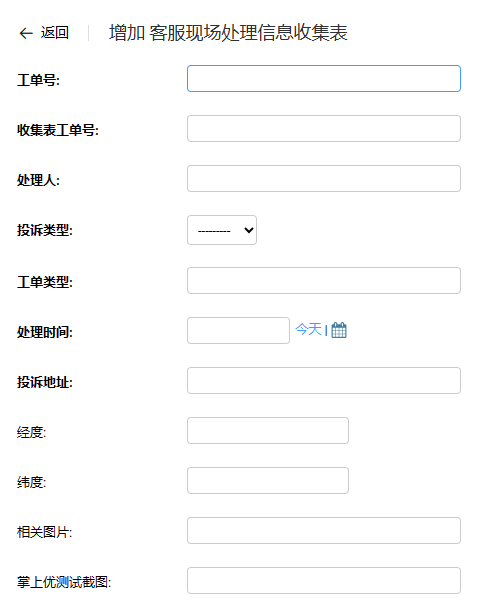 返回 增加 客服现场处理信息收集表
工单号:
收集表工单号:
处理人:
投诉类型: ---------
工单类型:
处理时间: 今天 |
投诉地址:
经度:
纬度:
相关图片:
掌上优测试截图: